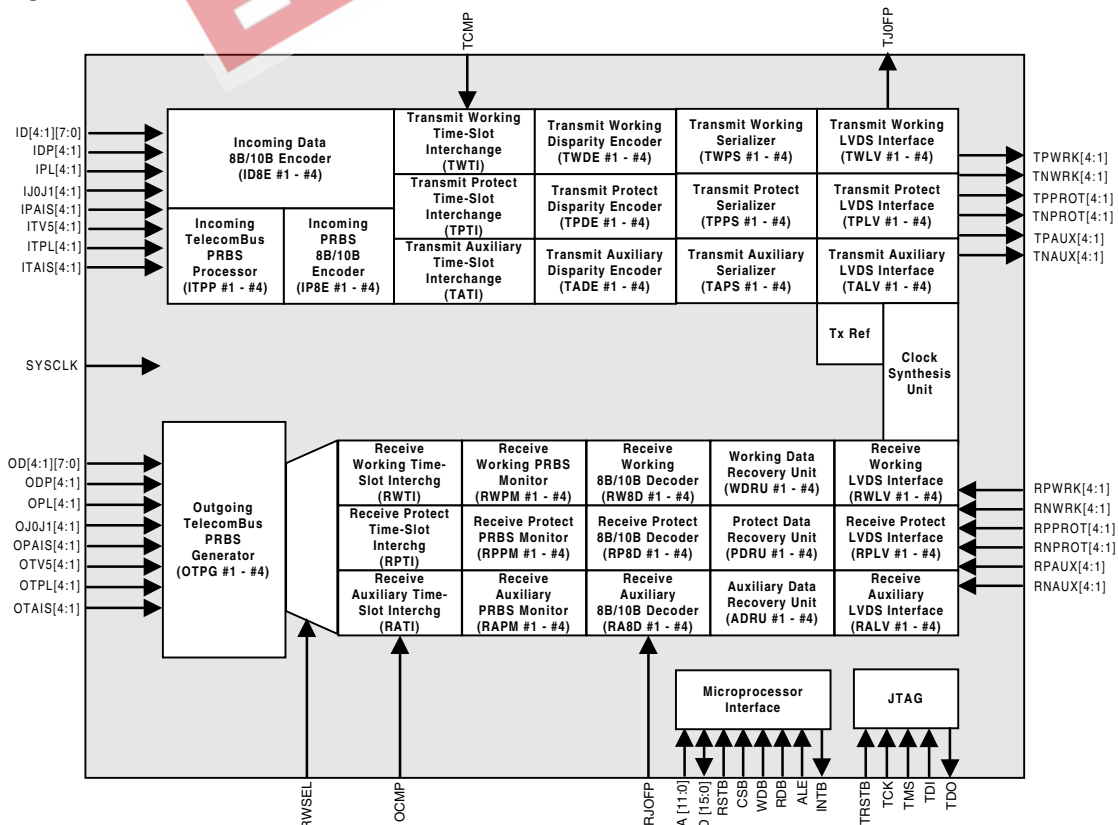 TCMP
TJ0FP
ID[4:1][7:0]
IDP[4:1]
IPL[4:1]
IJ0J1[4:1]
IPAIS[4:1]
ITV5[4:1]
ITPL[4:1]
ITAIS[4:1]
Incoming Data
8B/10B Encoder
(ID8E #1 - #4)
Incoming
TelecomBus
PRBS
Processor
(ITPP #1 - #4)
Incoming
PRBS
8B/10B
Encoder
(IP8E #1 - #4)
Transmit Working
Time-Slot
Interchange
(TWTI)
Transmit Working
Disparity Encoder
(TWDE #1 - #4)
Transmit Working
Serializer
(TWPS #1 - #4)
Transmit Working
LVDS Interface
(TWLV #1 - #4)
Transmit Protect
Time-Slot
Interchange
(TPTI)
Transmit Protect
Disparity Encoder
(TPDE #1 - #4)
Transmit Protect
Serializer
(TPPS #1 - #4)
Transmit Protect
LVDS Interface
(TPLV #1 - #4)
Transmit Auxiliary
Time-Slot
Interchange
(TATI)
Transmit Auxiliary
Disparity Encoder
(TADE #1 - #4)
Transmit Auxiliary
Serializer
(TAPS #1 - #4)
Transmit Auxiliary
LVDS Interface
(TALV #1 - #4)
TPWRK[4:1]
TNWRK[4:1]
TPPROT[4:1]
TNPROT[4:1]
TPAUX[4:1]
TNAUX[4:1]
Tx Ref
Clock
Synthesis
Unit
SYSCLK
OD[4:1][7:0]
ODP[4:1]
OPL[4:1]
OJ0J1[4:1]
OPAIS[4:1]
OTV5[4:1]
OTPL[4:1]
OTAIS[4:1]
Outgoing
TelecomBus
PRBS
Generator
(OTPG #1 - #4)
Receive
Working Time-
Slot Interchg
(RWTI)
Receive
Working PRBS
Monitor
(RWPM #1 - #4)
Receive
Working
8B/10B Decoder
(RW8D #1 - #4)
Working Data
Recovery Unit
(WDRU #1 - #4)
Receive
Working
LVDS Interface
(RWLV #1 - #4)
Receive Protect
Time-Slot
Interchg
(RPTI)
Receive Protect
PRBS Monitor
(RPPM #1 - #4)
Receive Protect
8B/10B Decoder
(RP8D #1 - #4)
Protect Data
Recovery Unit
(PDRU #1 - #4)
Receive Protect
LVDS Interface
(RPLV #1 - #4)
Receive
Auxiliary Time-
Slot Interchg
(RATI)
Receive
Auxiliary
PRBS Monitor
(RAPM #1 - #4)
Receive
Auxiliary
8B/10B Decoder
(RA8D #1 - #4)
Auxiliary Data
Recovery Unit
(ADRU #1 - #4)
Receive
Auxiliary
LVDS Interface
(RALV #1 - #4)
RPWRK[4:1]
RNWRK[4:1]
RPPROT[4:1]
RNPROT[4:1]
RPAUX[4:1]
RNAUX[4:1]
Microprocessor
Interface
JTAG
RWSEL
OCMP
RJOFP
A [11:0]
D [15:0]
RSTB
CSB
WDB
RDB
ALE
INTB
TRSTB
TCK
TMS
TDI
TDO